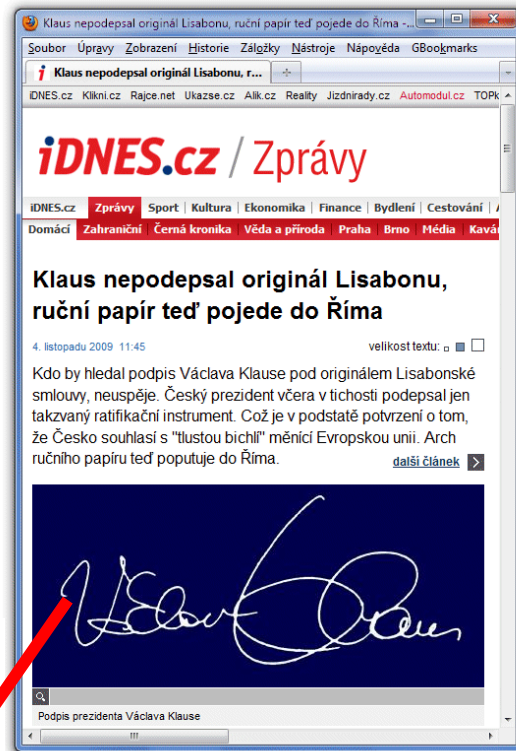 Klaus nepodepsal originál Lisabonu, ruční papír teď pojede do Říma -...
Soubor Úpravy Zobrazení Historie Záložky Nástroje Nápověda GBookmarks
Klaus nepodepsal originál Lisabonu, r...
iDNES.cz Klikni.cz Rajce.net Ukazse.cz Alik.cz Reality Jizdnirady.cz Automodul.cz TOPk
iDNES.cz / Zprávy
iDNES.cz Zprávy Sport Kultura Ekonomika Finance Bydlení Cestování
Domácí Zahraniční Černá kronika Věda a příroda Praha Brno Média Kavár
Klaus nepodepsal originál Lisabonu,
ruční papír teď pojede do Říma
4. listopadu 2009 11:45 velikost textu:
Kdo by hledal podpis Václava Klause pod originálem Lisabonské
smlouvy, neuspěje. Český prezident včera v tichosti podepsal jen
takzvaný ratifikační instrument. Což je v podstatě potvrzení o tom,
že Česko souhlasí s "tlustou bichlí" měnící Evropskou unii. Arch
ručního papíru teď poputuje do Říma.
další článek
Václav Klaus
Podpis prezidenta Václava Klause